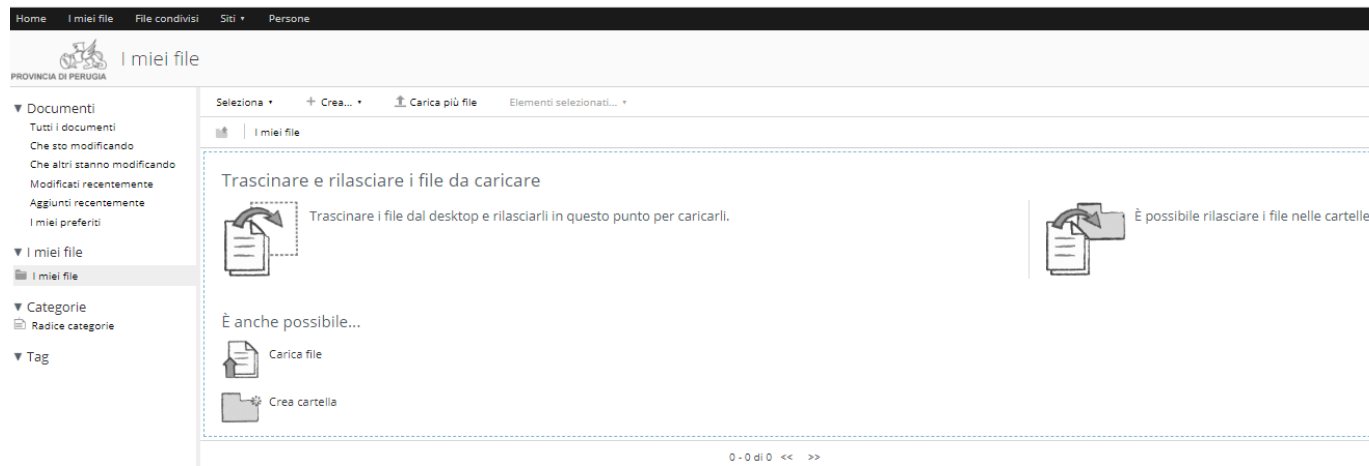 Home I miei file File condivisi Siti Persone
PROVINCIA DI PERUGIA
I miei file
Documenti
Tutti i documenti
Che sto modificando
Che altri stanno modificando
Modificati recentemente
Aggiunti recentemente
I miei preferiti
I miei file
I miei file
Categorie
Radice categorie
Tag
Seleziona + Crea... Carica più file Elementi selezionati...
I miei file
Trascinare e rilasciare i file da caricare
Trascinare i file dal desktop e rilasciarli in questo punto per caricarli.
È possibile rilasciare i file nelle cartelle
È anche possibile...
Carica file
Crea cartella
0 - 0 di 0 << >>